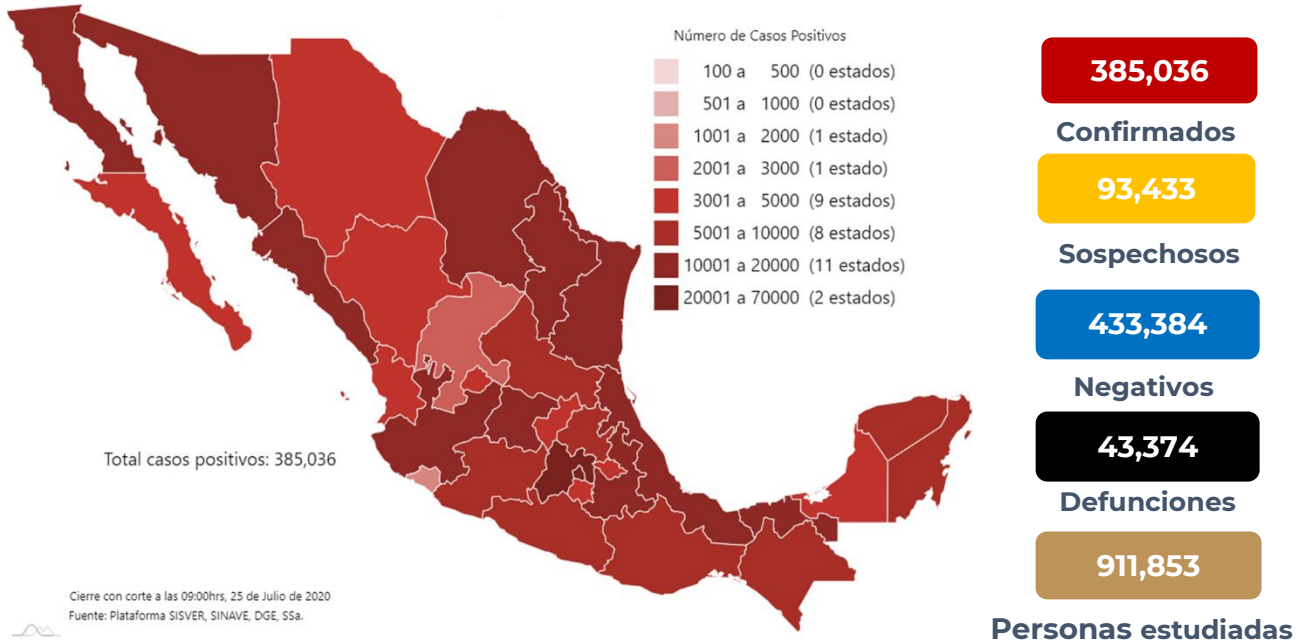 Número de Casos Positivos
100 a 500 (0 estados)
501 a 1000 (0 estados)
1001 a 2000 (1 estado)
2001 a 3000 (1 estado)
3001 a 5000 (9 estados)
5001 a 10000 (8 estados)
10001 a 20000 (11 estados)
20001 a 70000 (2 estados)
Total casos positivos: 385,036
Cierre con corte a las 09:00hrs, 25 de Julio de 2020
Fuente: Plataforma SISVER, SINAVE, DGE, SSa.
385,036
Confirmados
93,433
Sospechosos
433,384
Negativos
43,374
Defunciones
911,853
Personas estudiadas